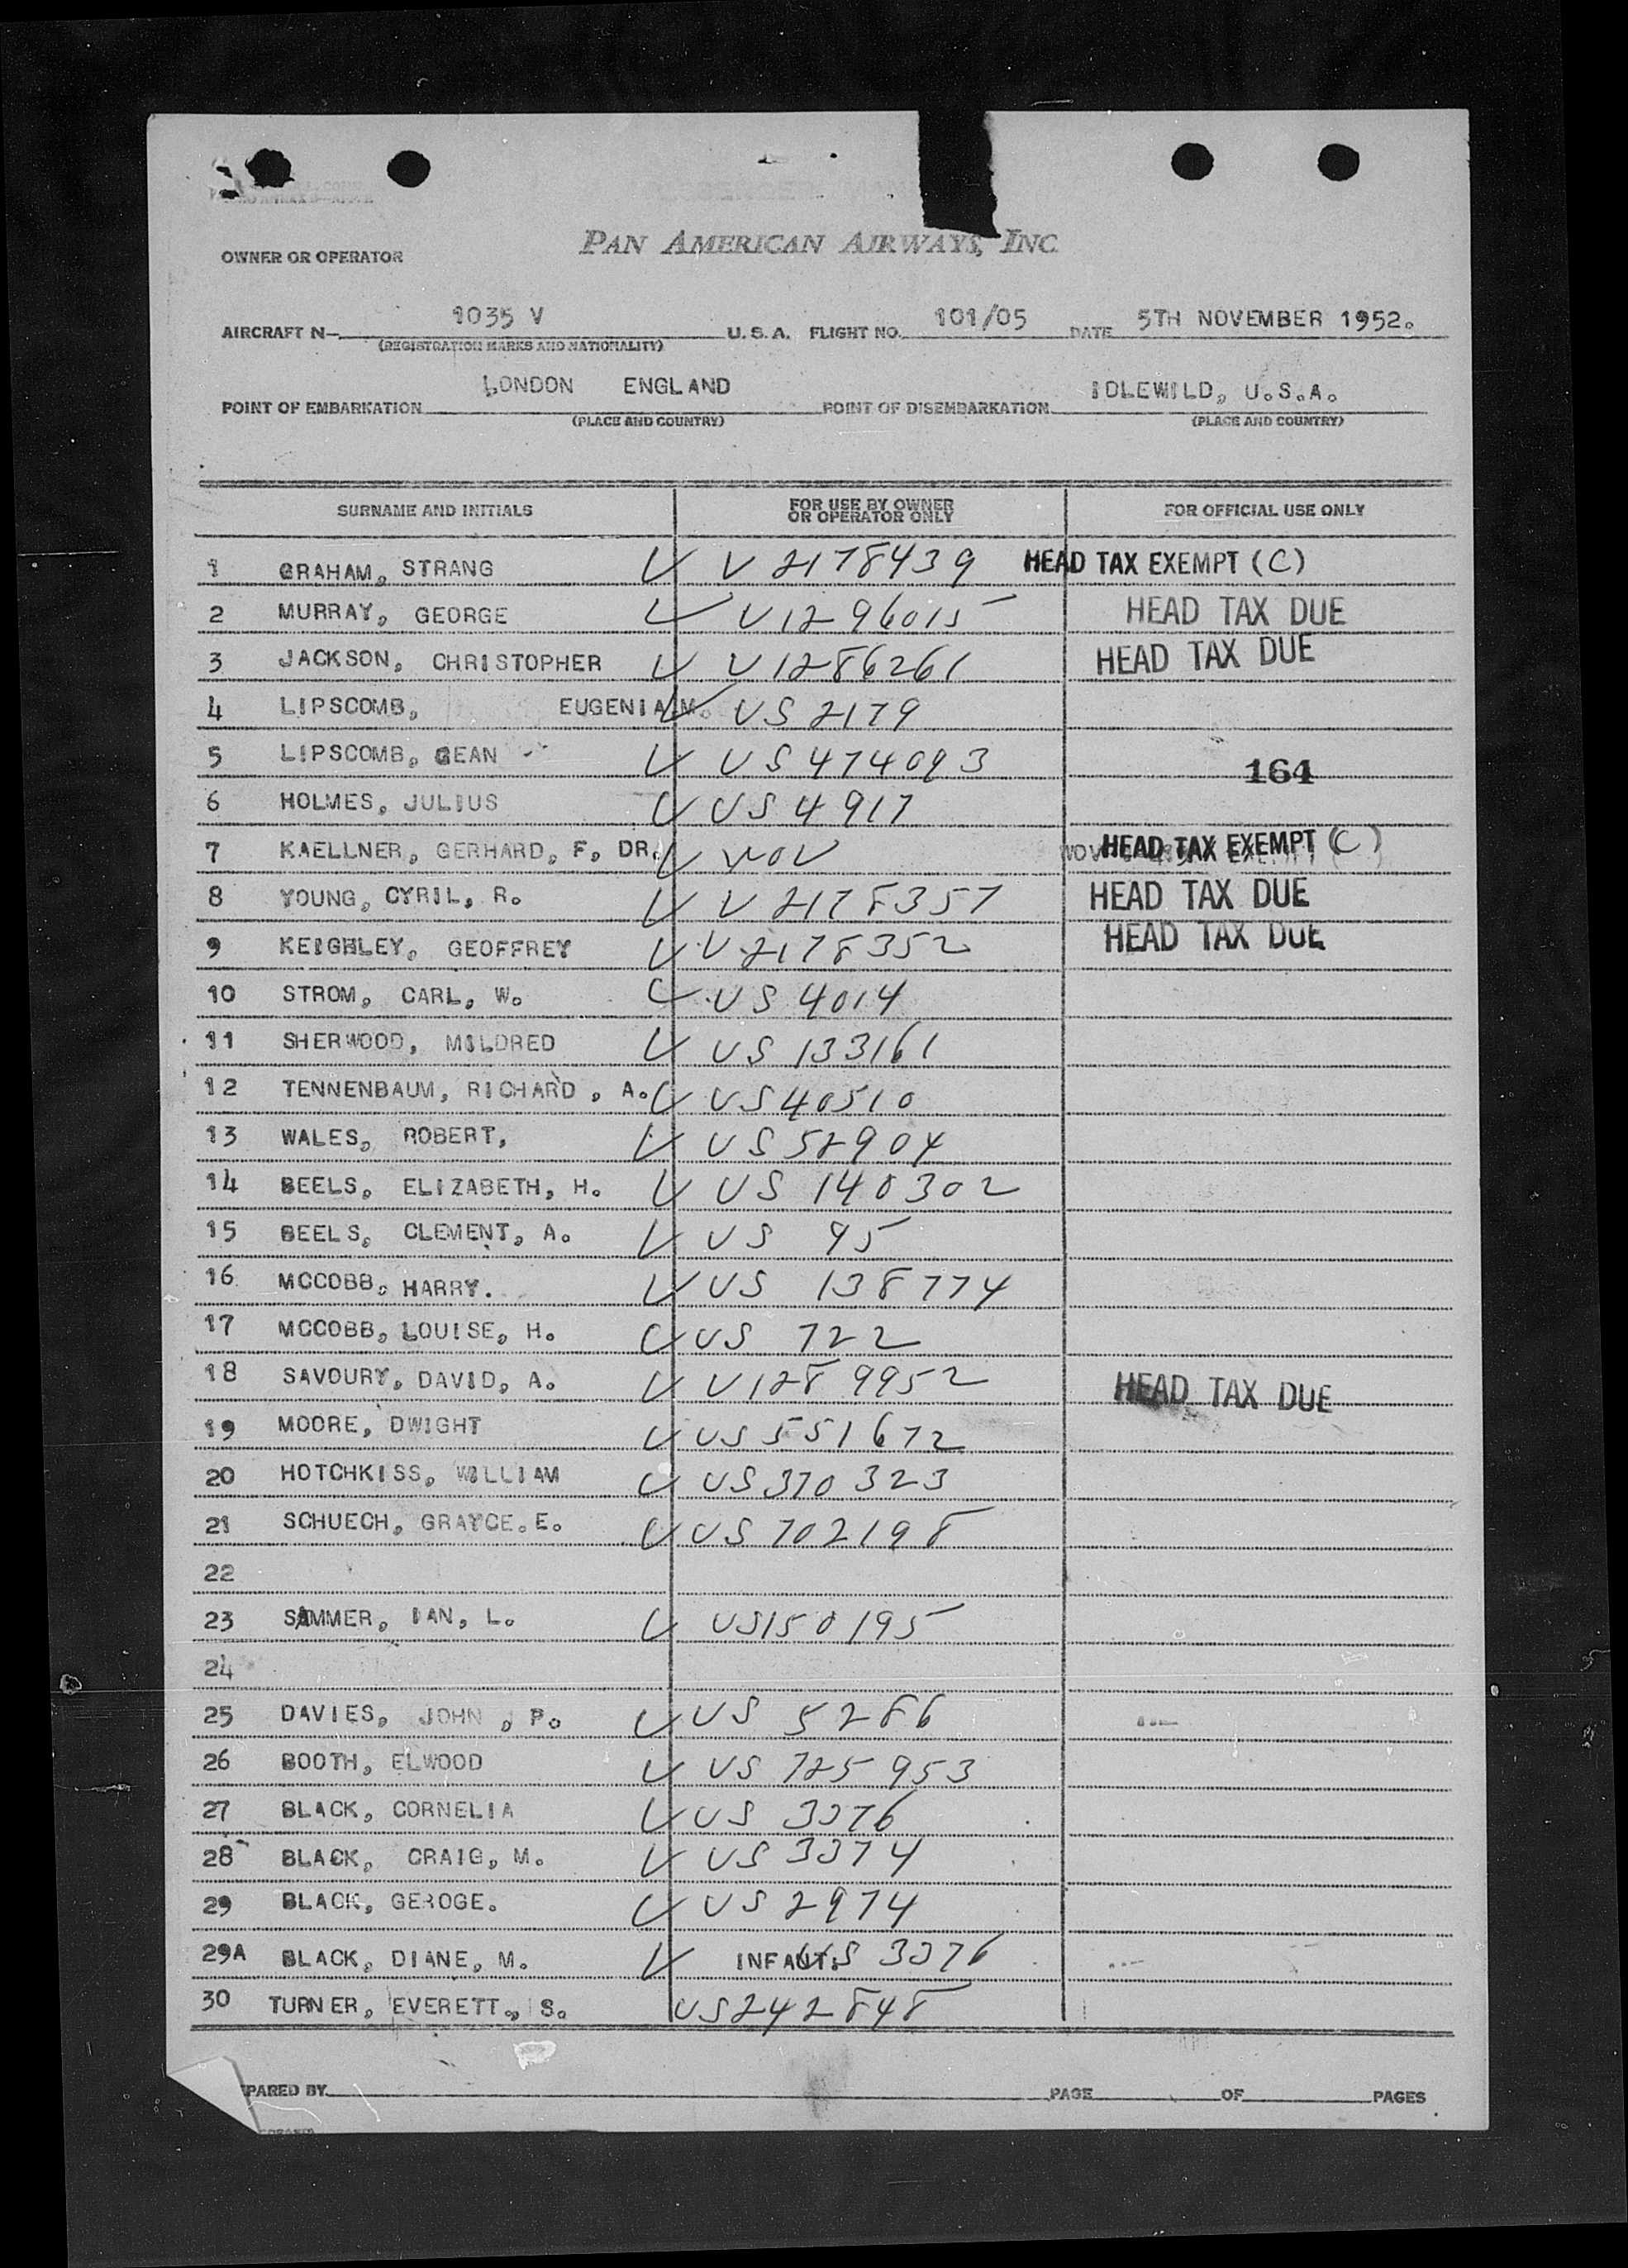 PAN AMERICAN AIRWAYS, INC
OWNER OR OPERATOR
AIRCRAFT N- 1035 V U.S.A. FLIGHT NO. 101/05 DATE 5TH NOVEMBER 1952.
(REGISTRATION MARKS AND NATIONALITY)
POINT OF EMBARKATION LONDON ENGLAND POINT OF DISEMBARKATION IDLEWILD, U.S.A.
(PLACE AND COUNTRY) (PLACE AND COUNTRY)
SURNAME AND INITIALS FOR USE BY OWNER OR OPERATOR ONLY FOR OFFICIAL USE ONLY
1 GRAHAM, STRANG V 2178439 HEAD TAX EXEMPT (C)
2 MURRAY, GEORGE V 1296015 HEAD TAX DUE
3 JACKSON, CHRISTOPHER V 1286261 HEAD TAX DUE
4 LIPSCOMB, EUGENIA M. US 2179
5 LIPSCOMB, GEAN US 474093 164
6 HOLMES, JULIUS US 4917
7 KAELLNER, GERHARD, F, DR. WOV HEAD TAX EXEMPT (C)
8 YOUNG, CYRIL, R. V 2178357 HEAD TAX DUE
9 KEIGHLEY, GEOFFREY V 2178352 HEAD TAX DUE
10 STROM, CARL, W. US 4014
11 SHERWOOD, MILDRED US 133161
12 TENNENBAUM, RICHARD, A. US 40510
13 WALES, ROBERT, US 52904
14 BEELS, ELIZABETH, H. US 140302
15 BEELS, CLEMENT, A. US 95
16 MCCOBB, HARRY. US 138774
17 MCCOBB, LOUISE, H. US 722
18 SAVOURY, DAVID, A. V 1289952 HEAD TAX DUE
19 MOORE, DWIGHT US 551672
20 HOTCHKISS, WILLIAM US 370323
21 SCHUECH, GRAYCE.E. US 702198
22
23 SAMMER, IAN, L. US 150195
24
25 DAVIES, JOHN, P. US 5286
26 BOOTH, ELWOOD US 725953
27 BLACK, CORNELIA US 3376
28 BLACK, CRAIG, M. US 3374
29 BLACK, GEROGE. US 2974
29A BLACK, DIANE, M. INFANT. US 3376
30 TURNER, EVERETT., S. US 242848
PARED BY PAGE OF PAGES